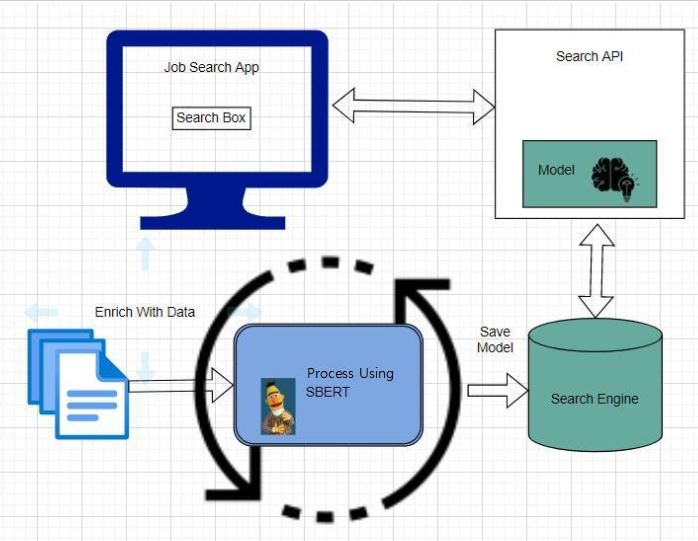 Job Search App
Search Box
Search API
Model
Enrich With Data
Process Using
SBERT
Save
Model
Search Engine